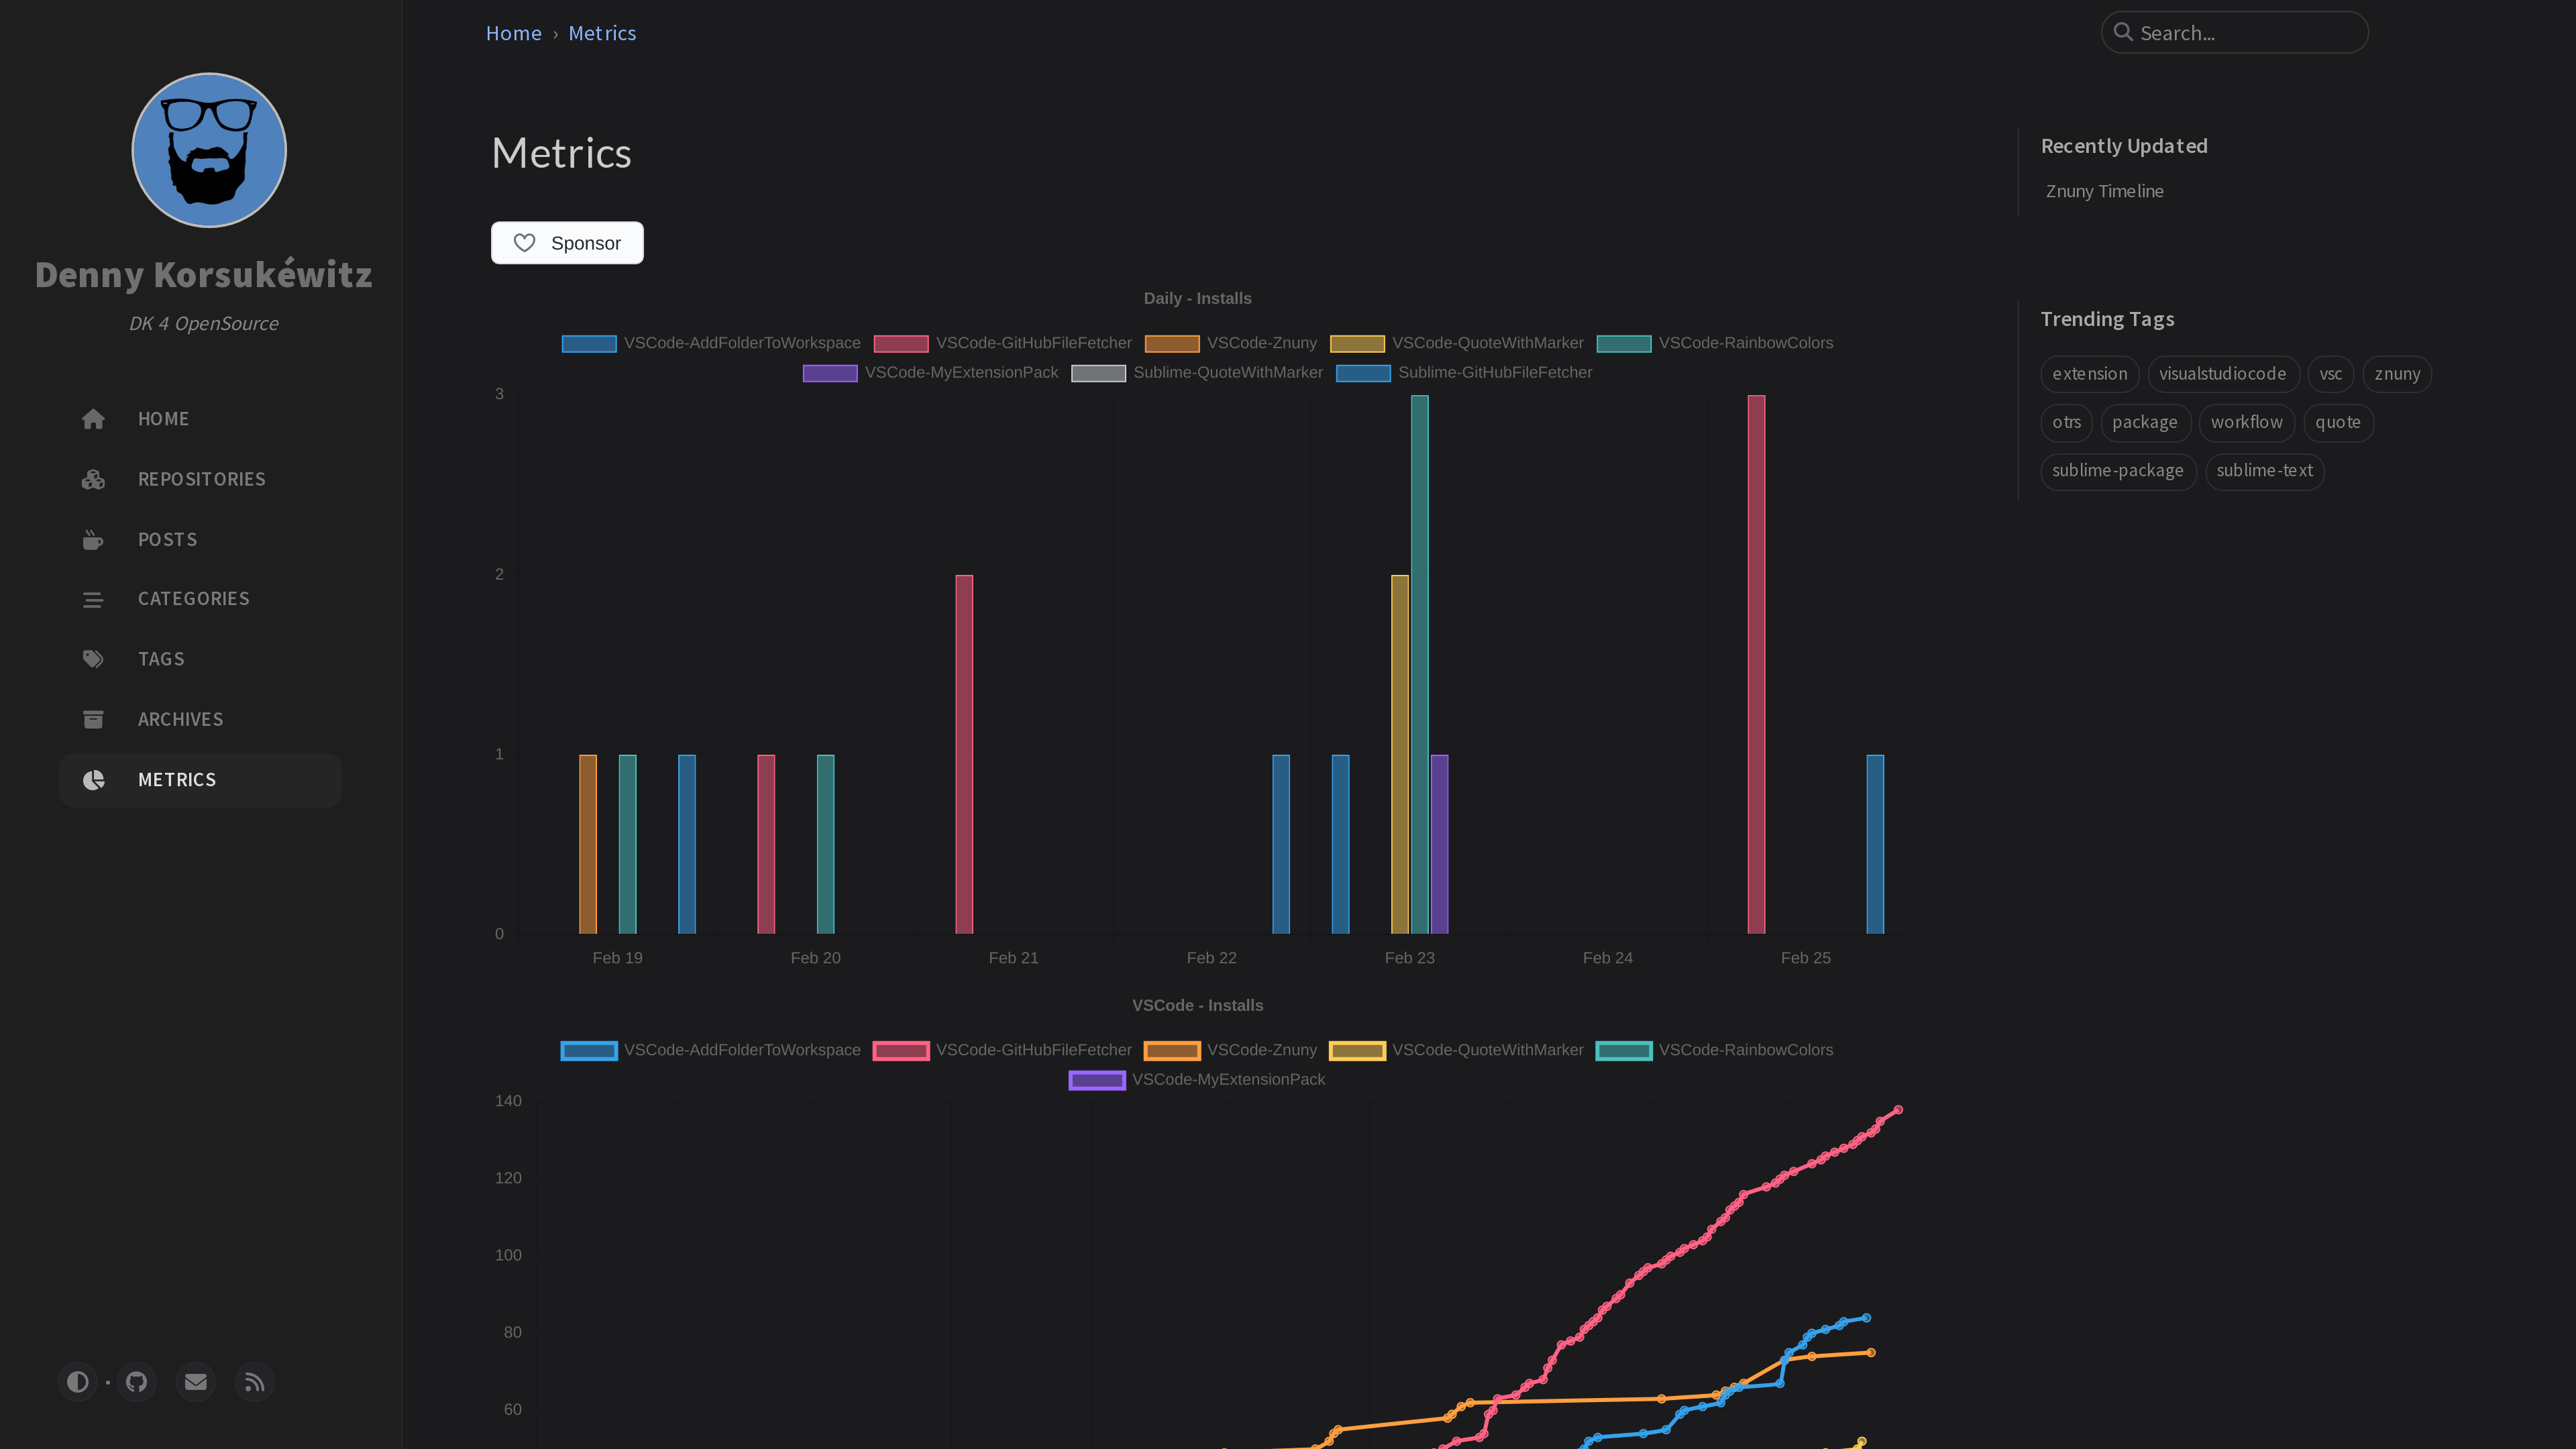 Denny Korsukéwitz
DK 4 OpenSource
HOME
REPOSITORIES
POSTS
CATEGORIES
TAGS
ARCHIVES
METRICS
Home › Metrics
Search...
Metrics
Sponsor
Daily - Installs
VSCode-AddFolderToWorkspace VSCode-GitHubFileFetcher VSCode-Znuny VSCode-QuoteWithMarker VSCode-RainbowColors
VSCode-MyExtensionPack Sublime-QuoteWithMarker Sublime-GitHubFileFetcher
3
2
1
0
Feb 19 Feb 20 Feb 21 Feb 22 Feb 23 Feb 24 Feb 25
VSCode - Installs
VSCode-AddFolderToWorkspace VSCode-GitHubFileFetcher VSCode-Znuny VSCode-QuoteWithMarker VSCode-RainbowColors
VSCode-MyExtensionPack
140
120
100
80
60
Recently Updated
Znuny Timeline
Trending Tags
extension visualstudiocode vsc znuny
otrs package workflow quote
sublime-package sublime-text